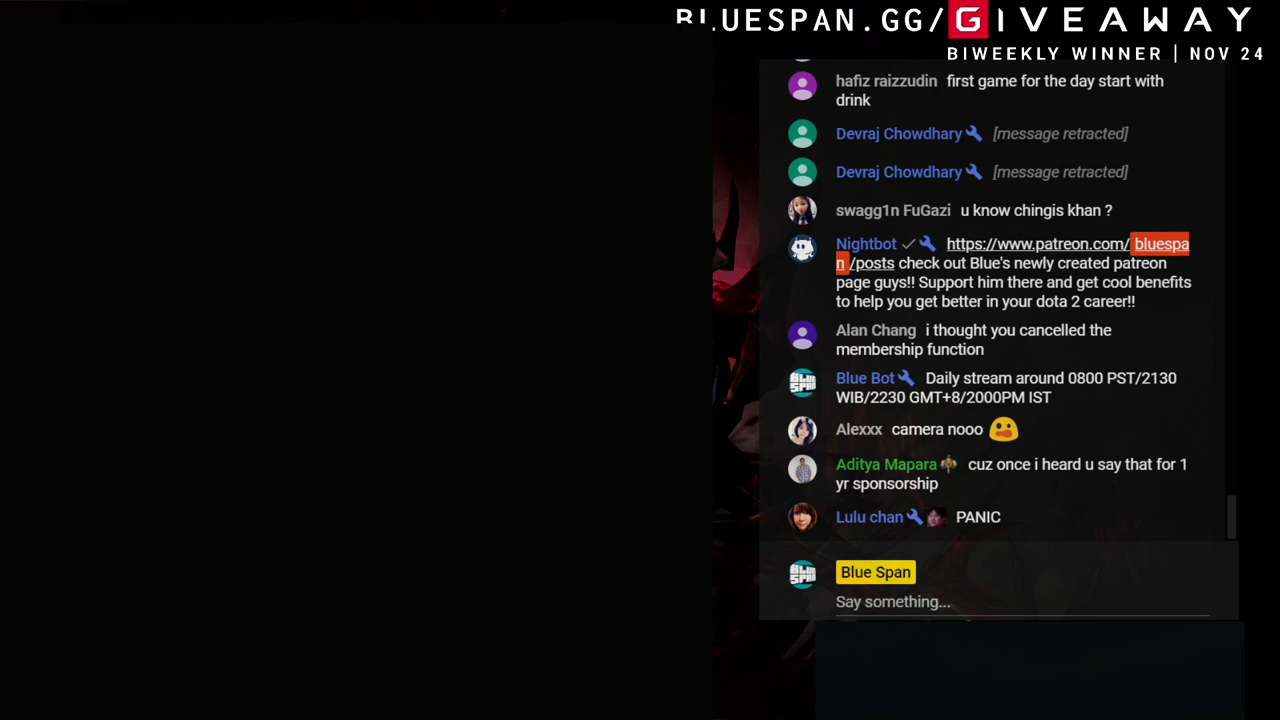 BLUESPAN.GG/GIVEAWAY
BIWEEKLY WINNER | NOV 24
hafiz raizzudin first game for the day start with
drink
Devraj Chowdhary [message retracted]
Devraj Chowdhary [message retracted]
swagg1n FuGazi u know chingis khan ?
Nightbot https://www.patreon.com/bluespa
n/posts check out Blue's newly created patreon
page guys!! Support him there and get cool benefits
to help you get better in your dota 2 career!!
Alan Chang i thought you cancelled the
membership function
Blue Bot Daily stream around 0800 PST/2130
WIB/2230 GMT+8/2000PM IST
Alexxx camera nooo
Aditya Mapara cuz once i heard u say that for 1
yr sponsorship
Lulu chan PANIC
BLUE SPAN
Blue Span
Say something...